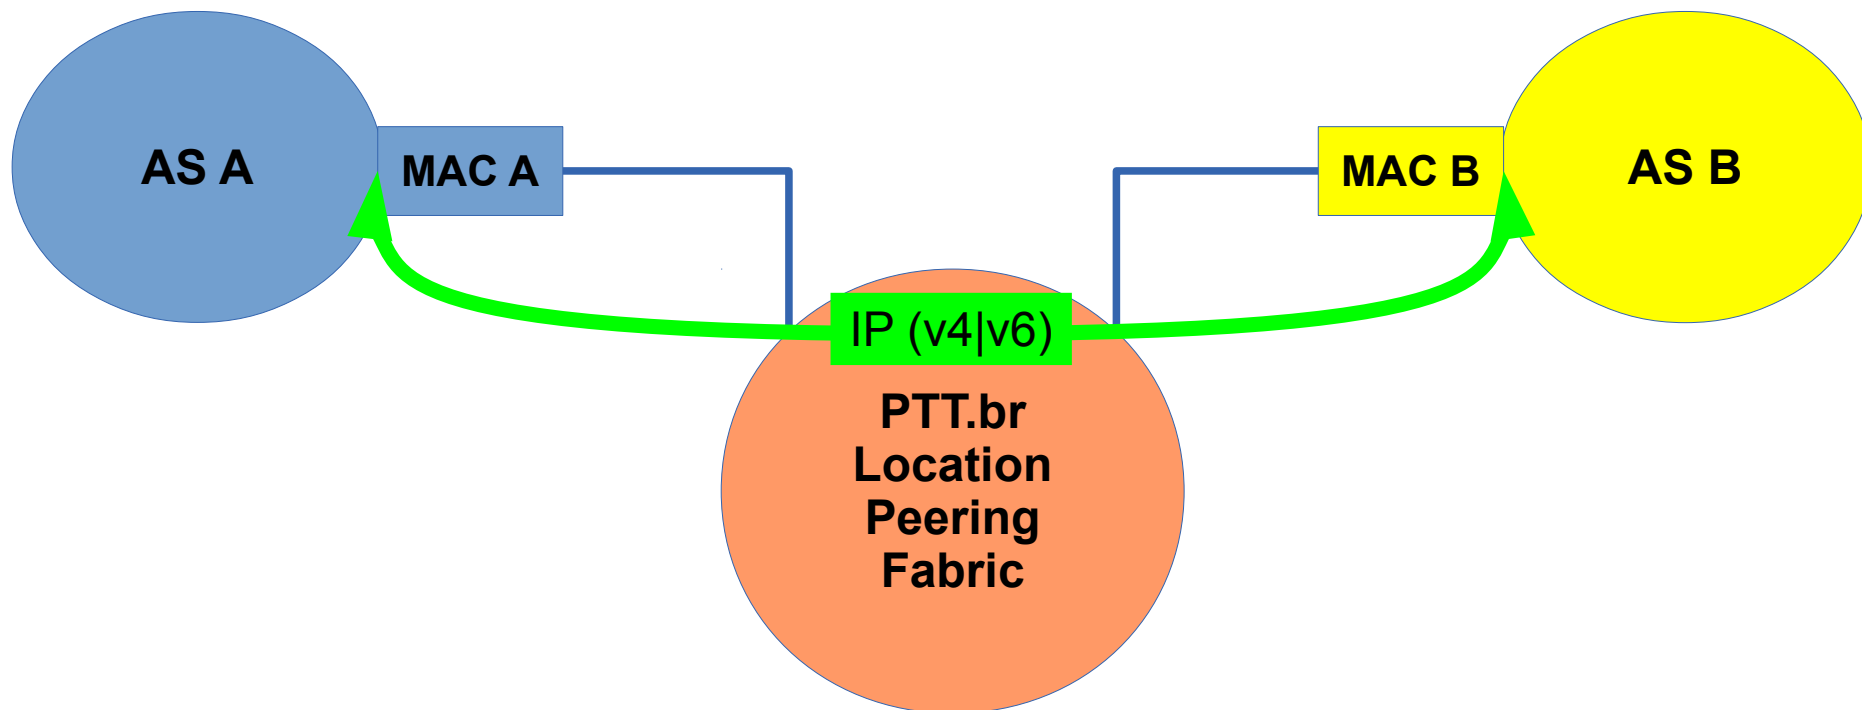 AS A
MAC A
MAC B
AS B
IP (v4|v6)
PTT.br
Location
Peering
Fabric